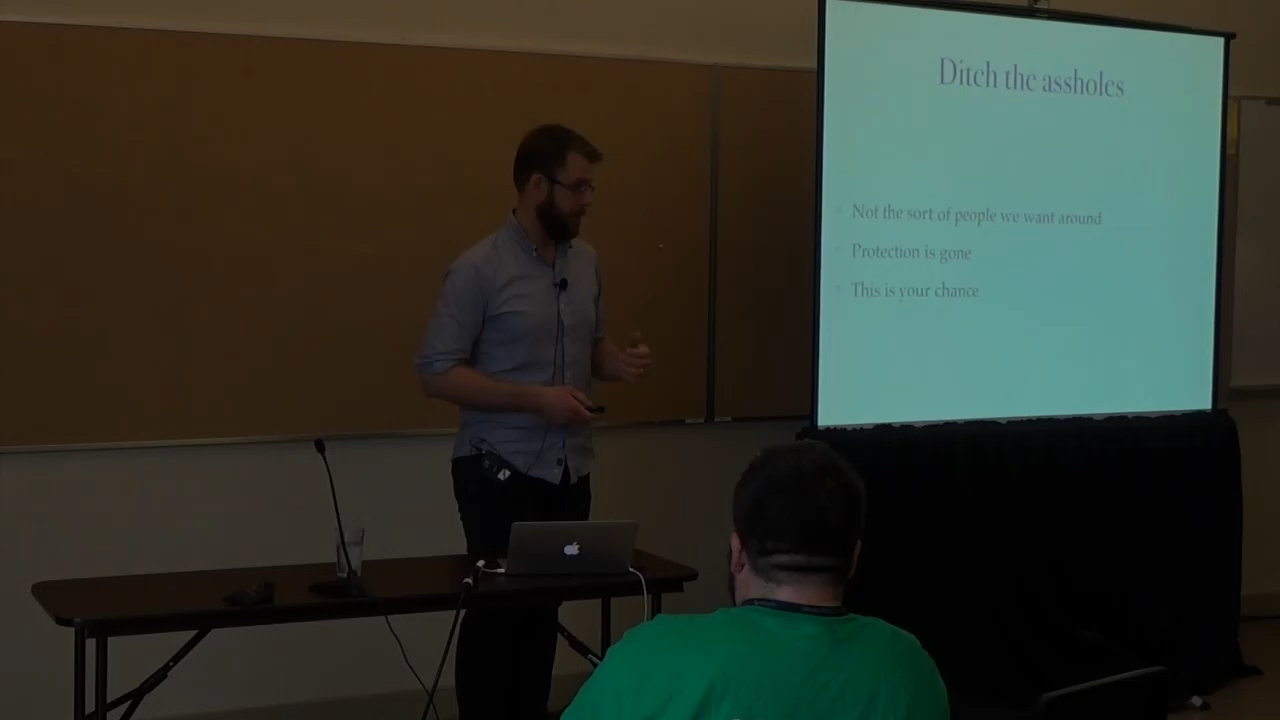 Ditch the assholes
Not the sort of people we want around
Protection is gone
This is your chance